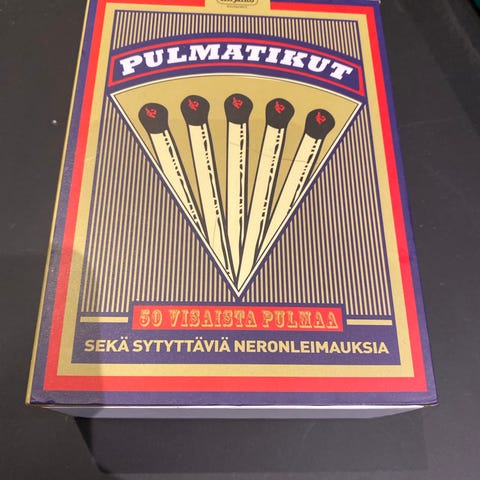 PULMATIKUT
50 VISAISTA PULMAA
SEKÄ SYTYTTÄVIÄ NERONLEIMAUKSIA